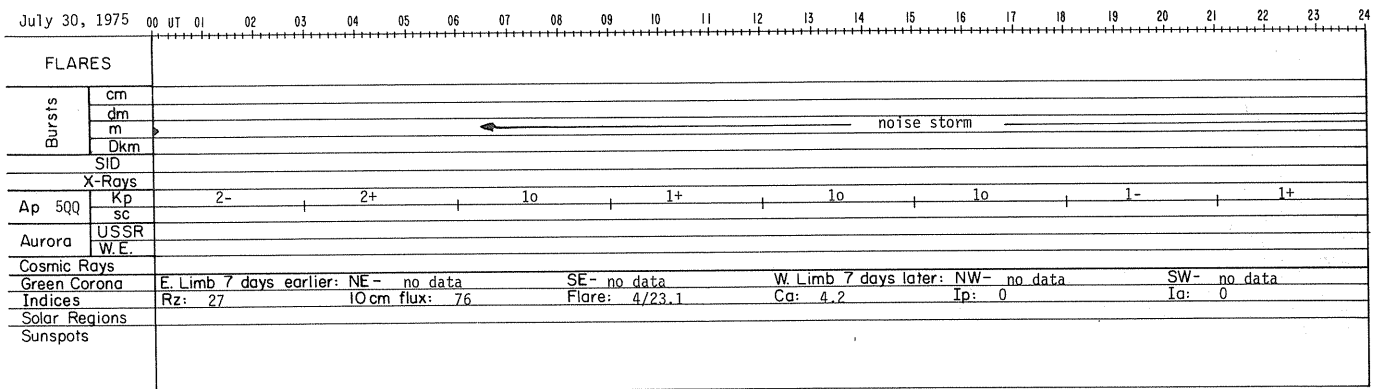 July 30, 1975 00 UT 01 02 03 04 05 06 07 08 09 10 11 12 13 14 15 16 17 18 19 20 21 22 23 24
FLARES
Bursts
cm
dm
m noise storm
Dkm
SID
X-Rays
Ap 5QQ Kp 2- 2+ 1o 1+ 1o 1o 1- 1+
sc
Aurora
USSR
W.E.
Cosmic Rays
Green Corona E. Limb 7 days earlier: NE- no data SE- no data W. Limb 7 days later: NW- no data SW- no data
Indices Rz: 27 10 cm flux: 76 Flare: 4/23.1 Ca: 4.2 Ip: 0 Ia: 0
Solar Regions
Sunspots